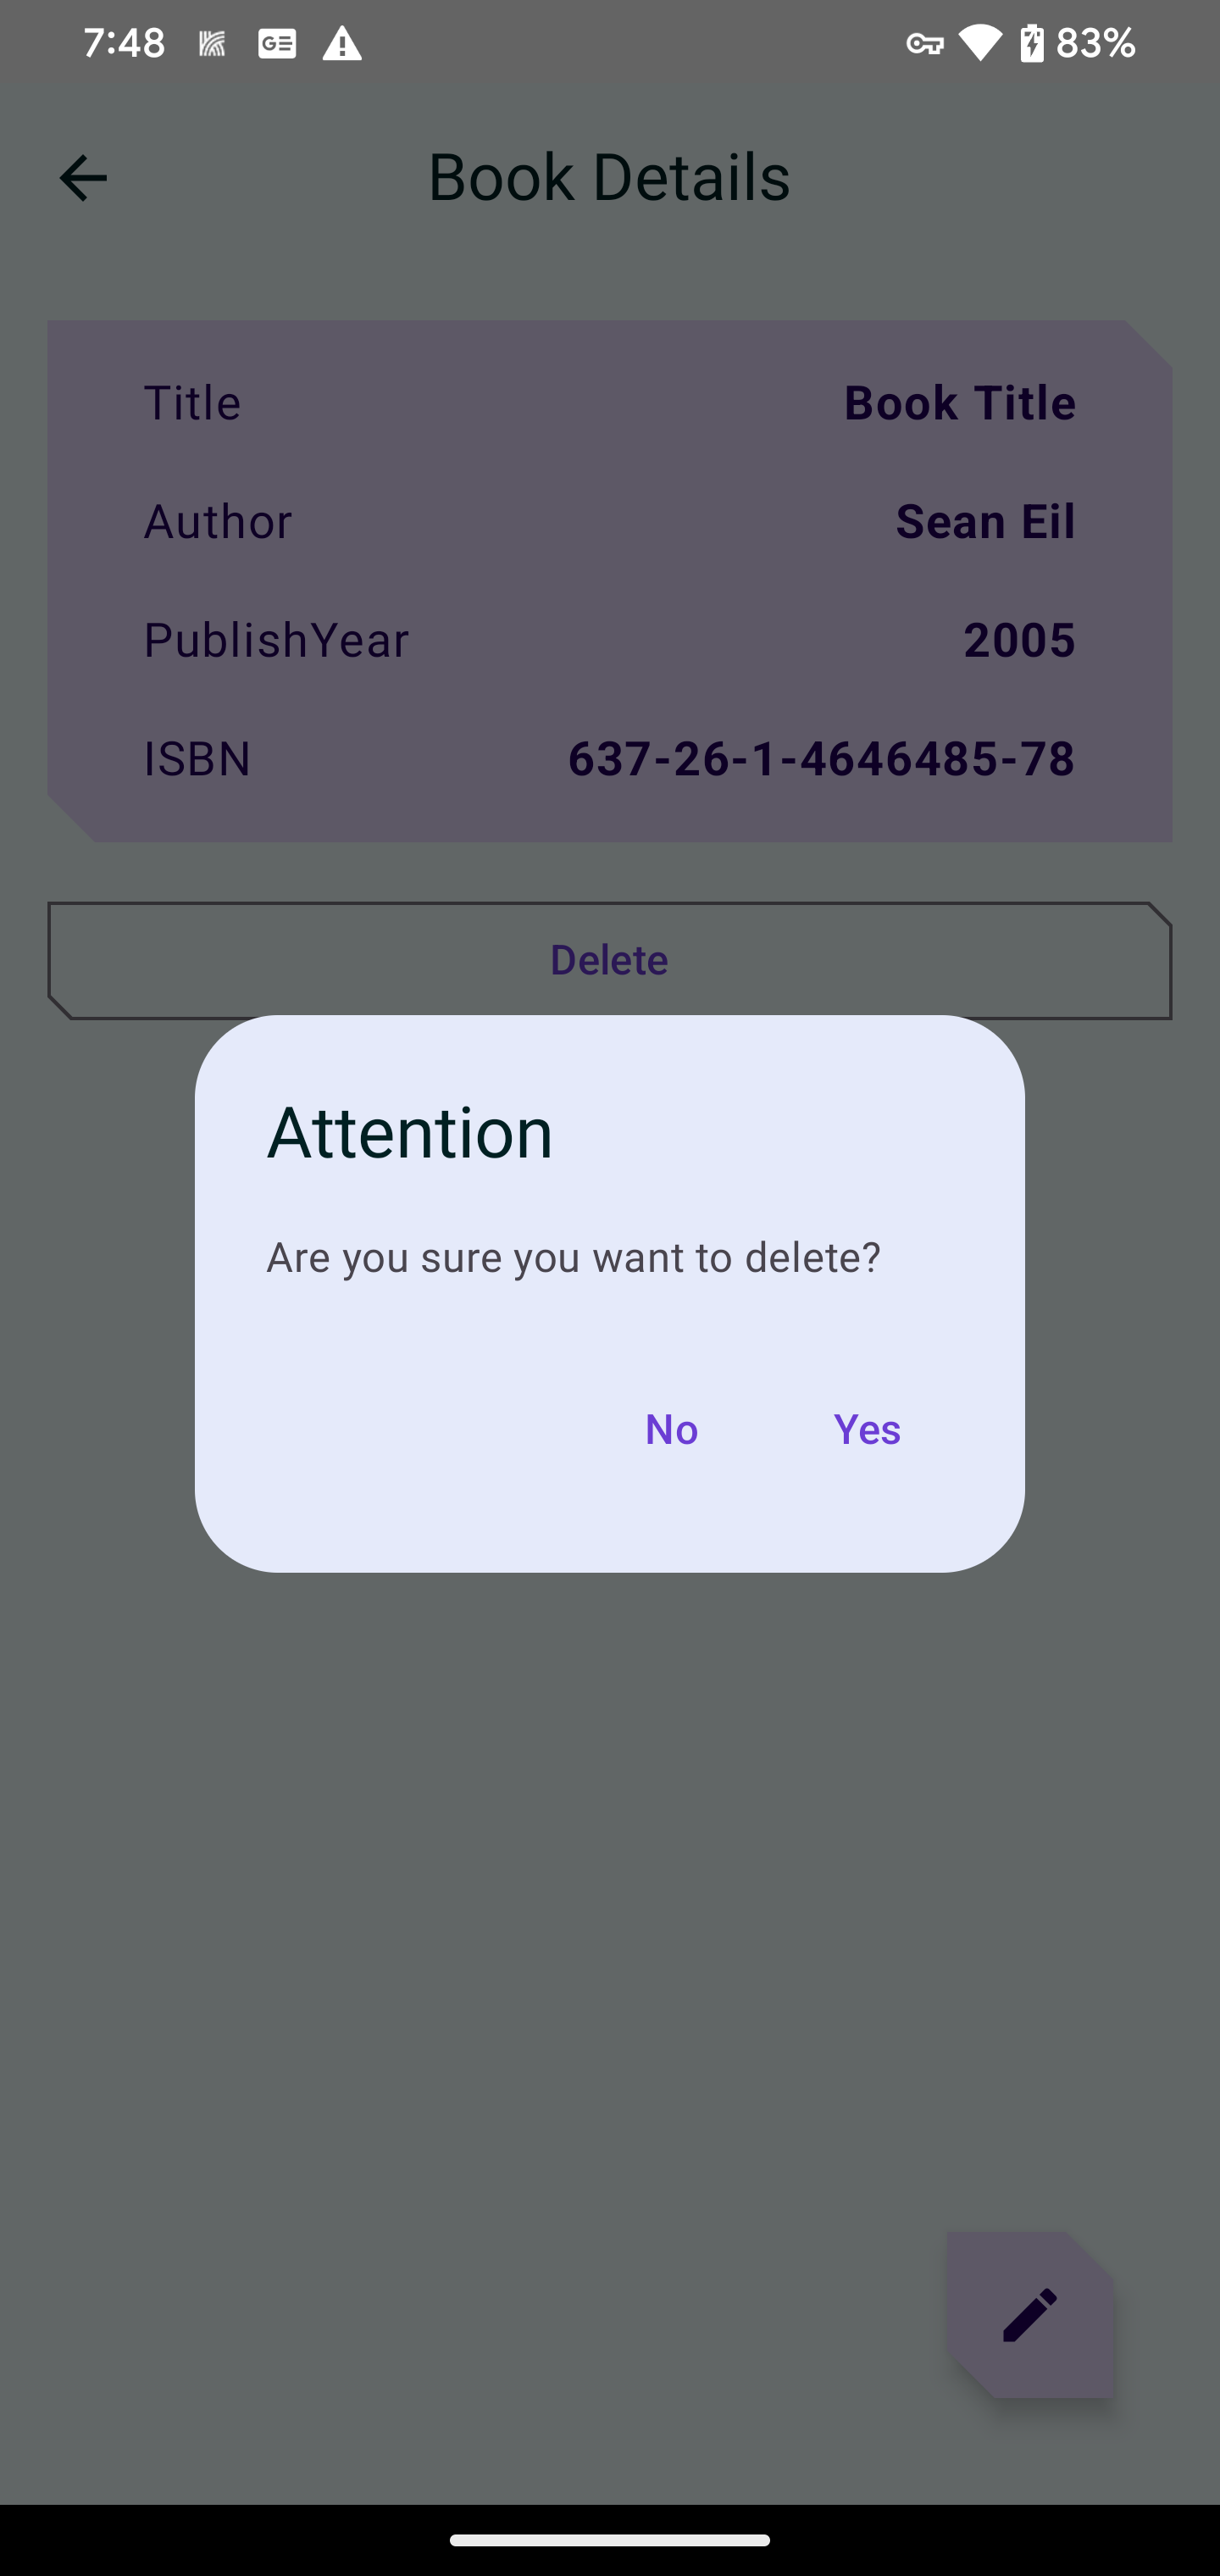 7:48 83%
Book Details
Title Book Title
Author Sean Eil
PublishYear 2005
ISBN 637-26-1-4646485-78
Delete
Attention
Are you sure you want to delete?
No Yes